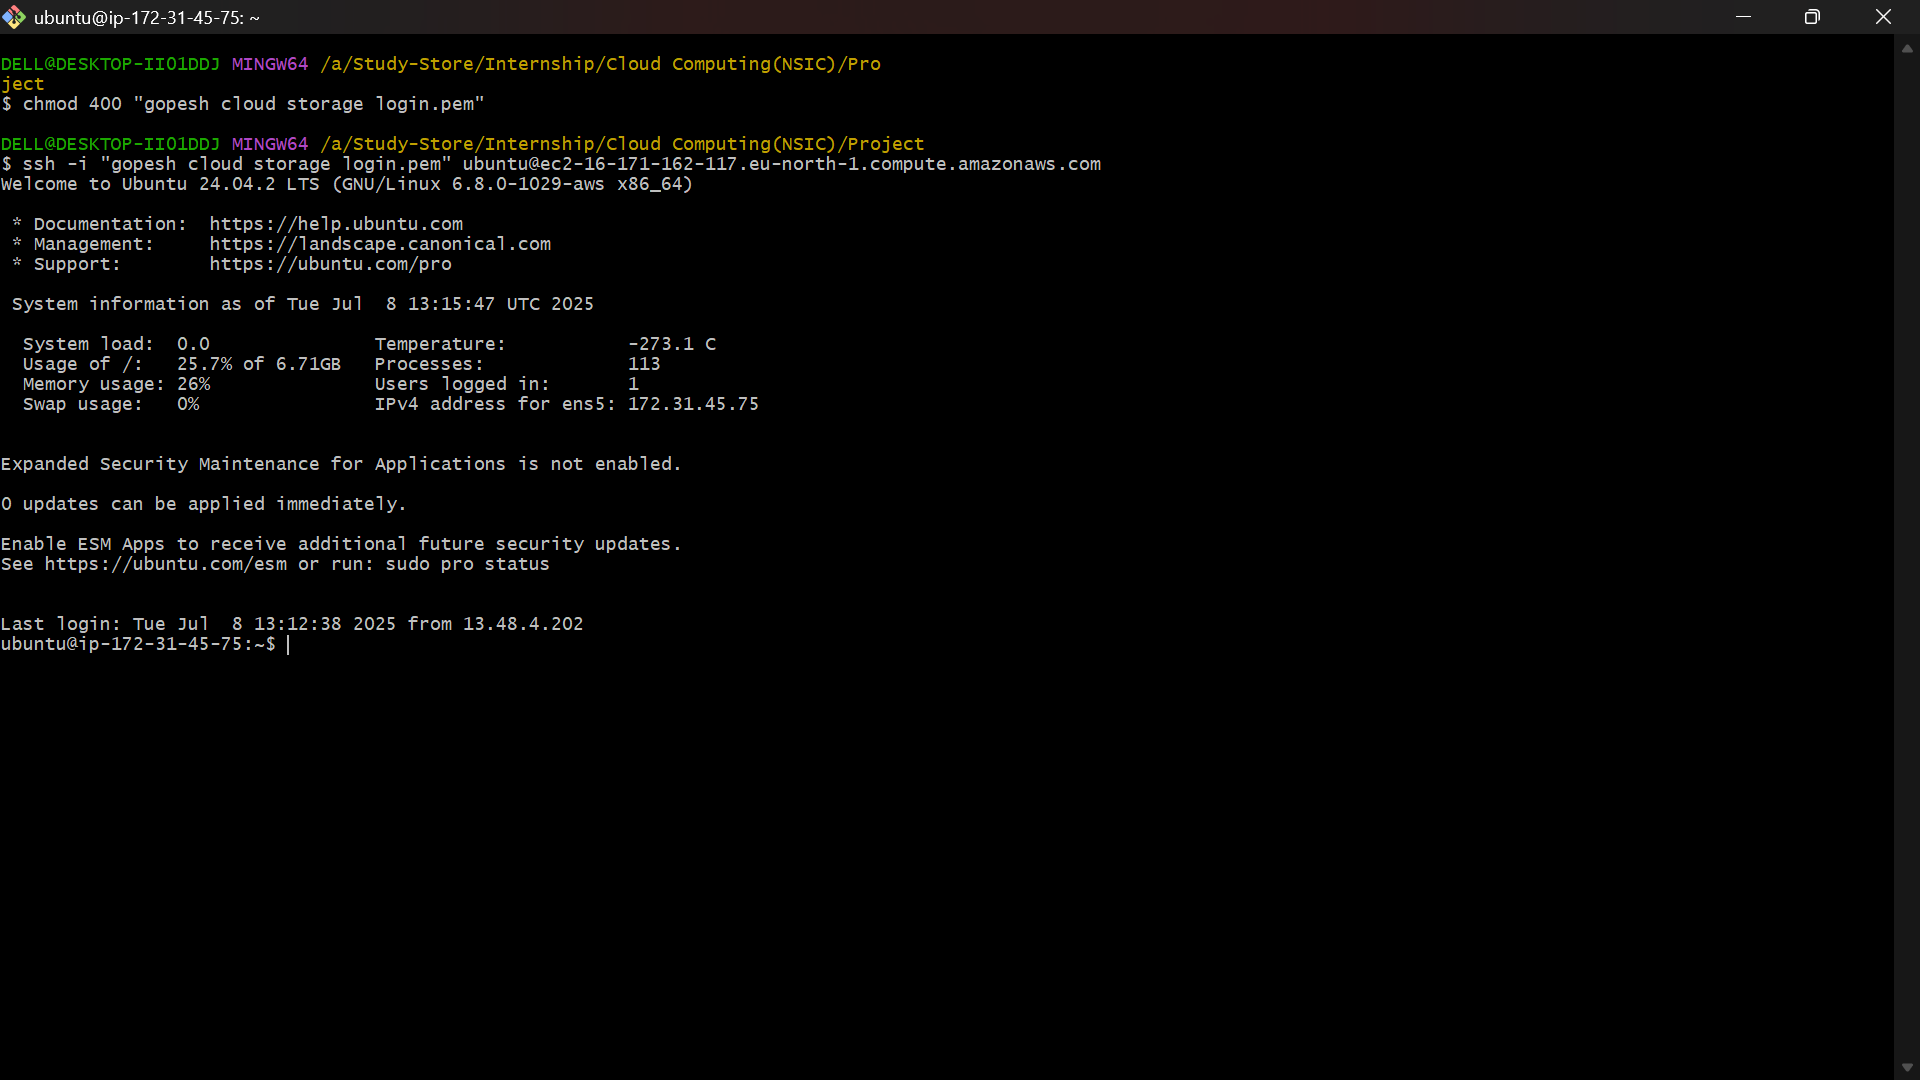 ubuntu@ip-172-31-45-75: ~
DELL@DESKTOP-II01DDJ MINGW64 /a/Study-Store/Internship/Cloud Computing(NSIC)/Pro
ject
$ chmod 400 "gopesh cloud storage login.pem"
DELL@DESKTOP-II01DDJ MINGW64 /a/Study-Store/Internship/Cloud Computing(NSIC)/Project
$ ssh -i "gopesh cloud storage login.pem" ubuntu@ec2-16-171-162-117.eu-north-1.compute.amazonaws.com
Welcome to Ubuntu 24.04.2 LTS (GNU/Linux 6.8.0-1029-aws x86_64)
* Documentation:  https://help.ubuntu.com
* Management:     https://landscape.canonical.com
* Support:        https://ubuntu.com/pro
System information as of Tue Jul  8 13:15:47 UTC 2025
System load:  0.0               Temperature:           -273.1 C
Usage of /:   25.7% of 6.71GB   Processes:             113
Memory usage: 26%               Users logged in:       1
Swap usage:   0%                IPv4 address for ens5: 172.31.45.75
Expanded Security Maintenance for Applications is not enabled.
0 updates can be applied immediately.
Enable ESM Apps to receive additional future security updates.
See https://ubuntu.com/esm or run: sudo pro status
Last login: Tue Jul  8 13:12:38 2025 from 13.48.4.202
ubuntu@ip-172-31-45-75:~$